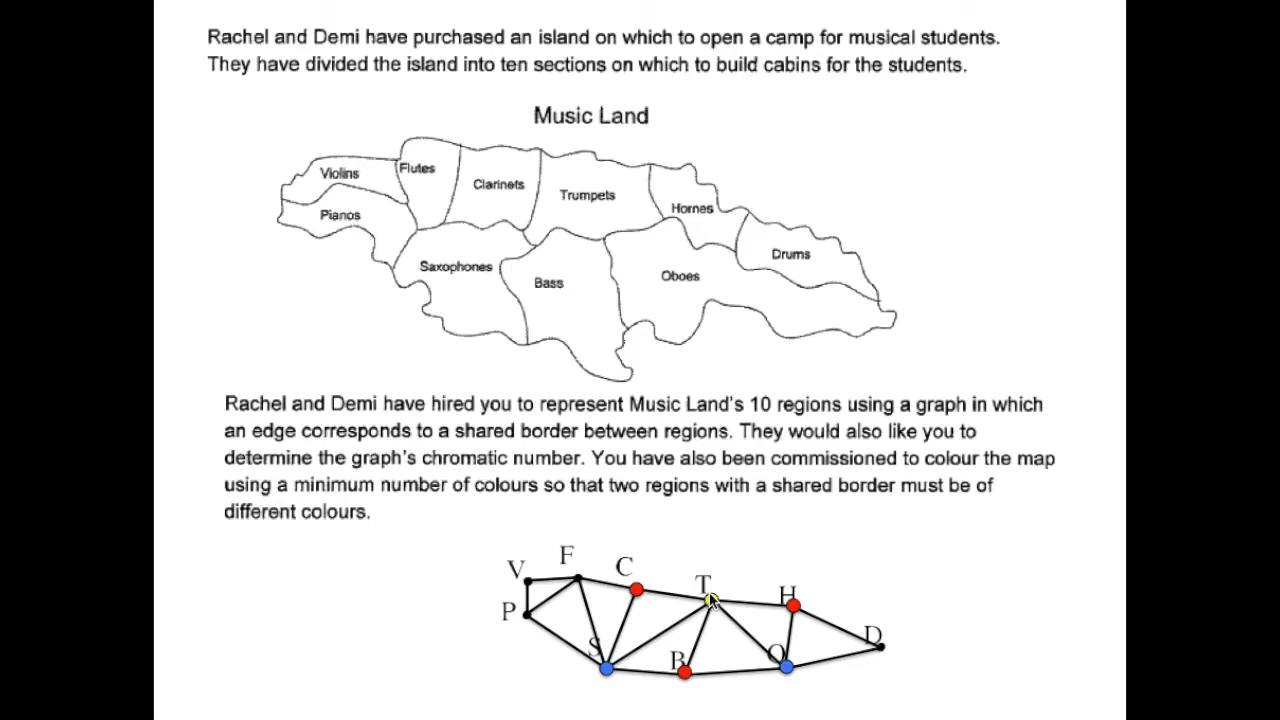 Rachel and Demi have purchased an island on which to open a camp for musical students.
They have divided the island into ten sections on which to build cabins for the students.
Music Land
Violins
Flutes
Clarinets
Trumpets
Hornes
Pianos
Drums
Saxophones
Bass
Oboes
Rachel and Demi have hired you to represent Music Land's 10 regions using a graph in which
an edge corresponds to a shared border between regions. They would also like you to
determine the graph's chromatic number. You have also been commissioned to colour the map
using a minimum number of colours so that two regions with a shared border must be of
different colours.
V
F
C
T
H
P
D
S
B
O